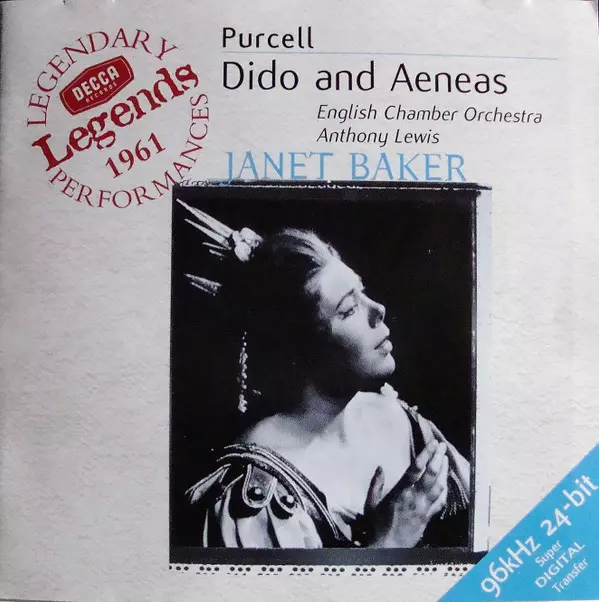 LEGENDARY
DECCA
RECORDS
Legends
1961
PERFORMANCES
Purcell
Dido and Aeneas
English Chamber Orchestra
Anthony Lewis
JANET BAKER
96kHz 24-bit
Super
DIGITAL
Transfer